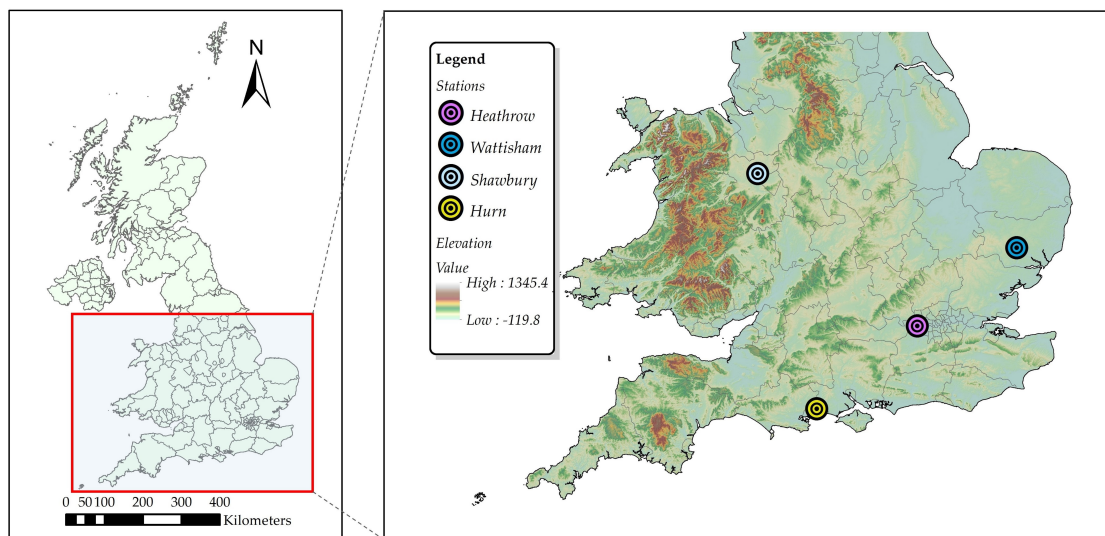 N
0 50 100 200 300 400
Kilometers
Legend
Stations
Heathrow
Wattisham
Shawbury
Hurn
Elevation
Value
High : 1345.4
Low : -119.8